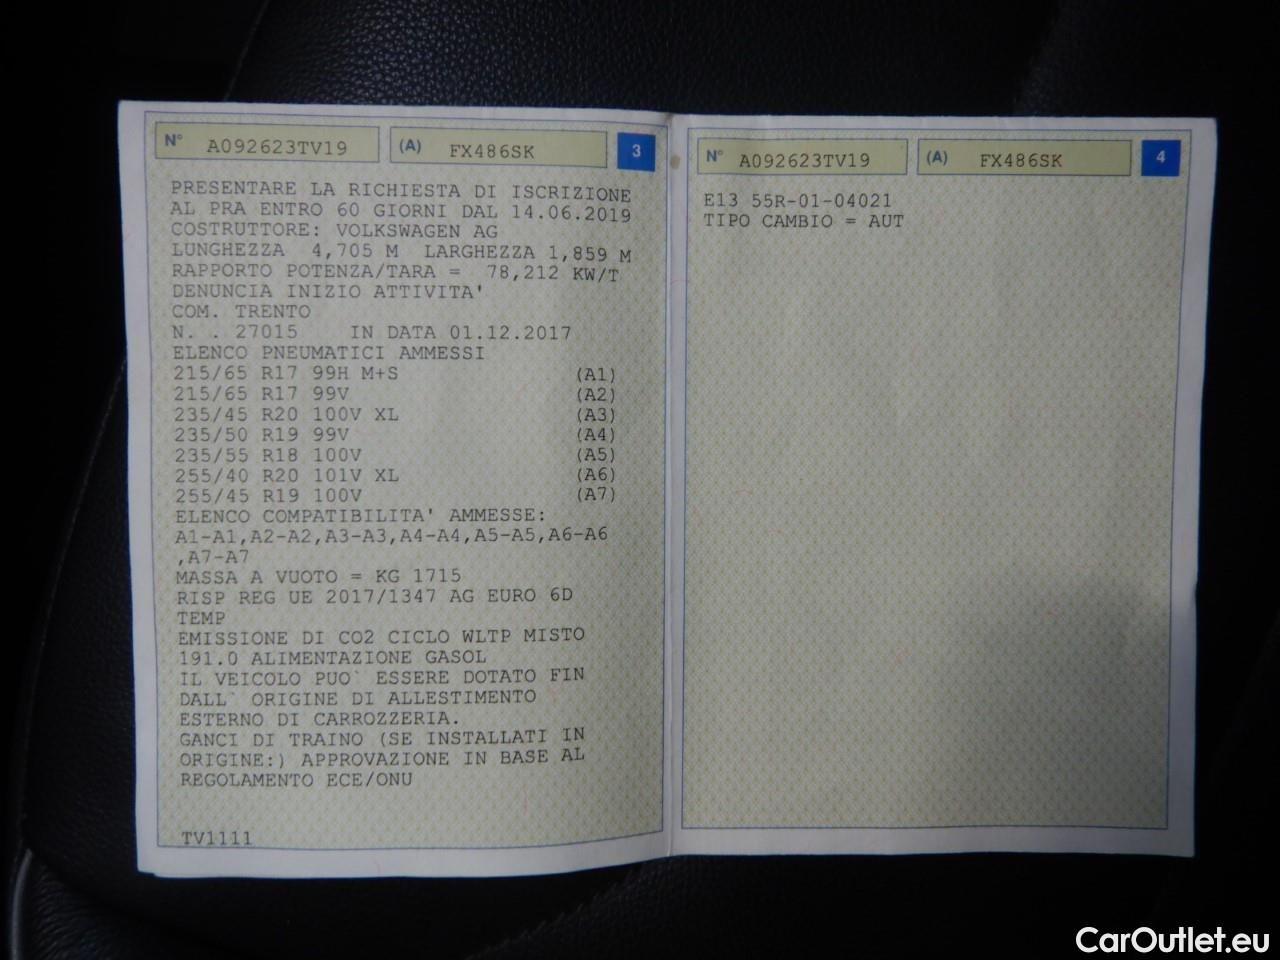 N° A092623TV19 (A) FX486SK 3
PRESENTARE LA RICHIESTA DI ISCRIZIONE
AL PRA ENTRO 60 GIORNI DAL 14.06.2019
COSTRUTTORE: VOLKSWAGEN AG
LUNGHEZZA 4,705 M LARGHEZZA 1,859 M
RAPPORTO POTENZA/TARA = 78,212 KW/T
DENUNCIA INIZIO ATTIVITA'
COM. TRENTO
N. . 27015 IN DATA 01.12.2017
ELENCO PNEUMATICI AMMESSI
215/65 R17 99H M+S (A1)
215/65 R17 99V (A2)
235/45 R20 100V XL (A3)
235/50 R19 99V (A4)
235/55 R18 100V (A5)
255/40 R20 101V XL (A6)
255/45 R19 100V (A7)
ELENCO COMPATIBILITA' AMMESSE:
A1-A1,A2-A2,A3-A3,A4-A4,A5-A5,A6-A6
,A7-A7
MASSA A VUOTO = KG 1715
RISP REG UE 2017/1347 AG EURO 6D
TEMP
EMISSIONE DI CO2 CICLO WLTP MISTO
191.0 ALIMENTAZIONE GASOL
IL VEICOLO PUO` ESSERE DOTATO FIN
DALL` ORIGINE DI ALLESTIMENTO
ESTERNO DI CARROZZERIA.
GANCI DI TRAINO (SE INSTALLATI IN
ORIGINE:) APPROVAZIONE IN BASE AL
REGOLAMENTO ECE/ONU
TV1111
N° A092623TV19 (A) FX486SK 4
E13 55R-01-04021
TIPO CAMBIO = AUT
CarOutlet.eu